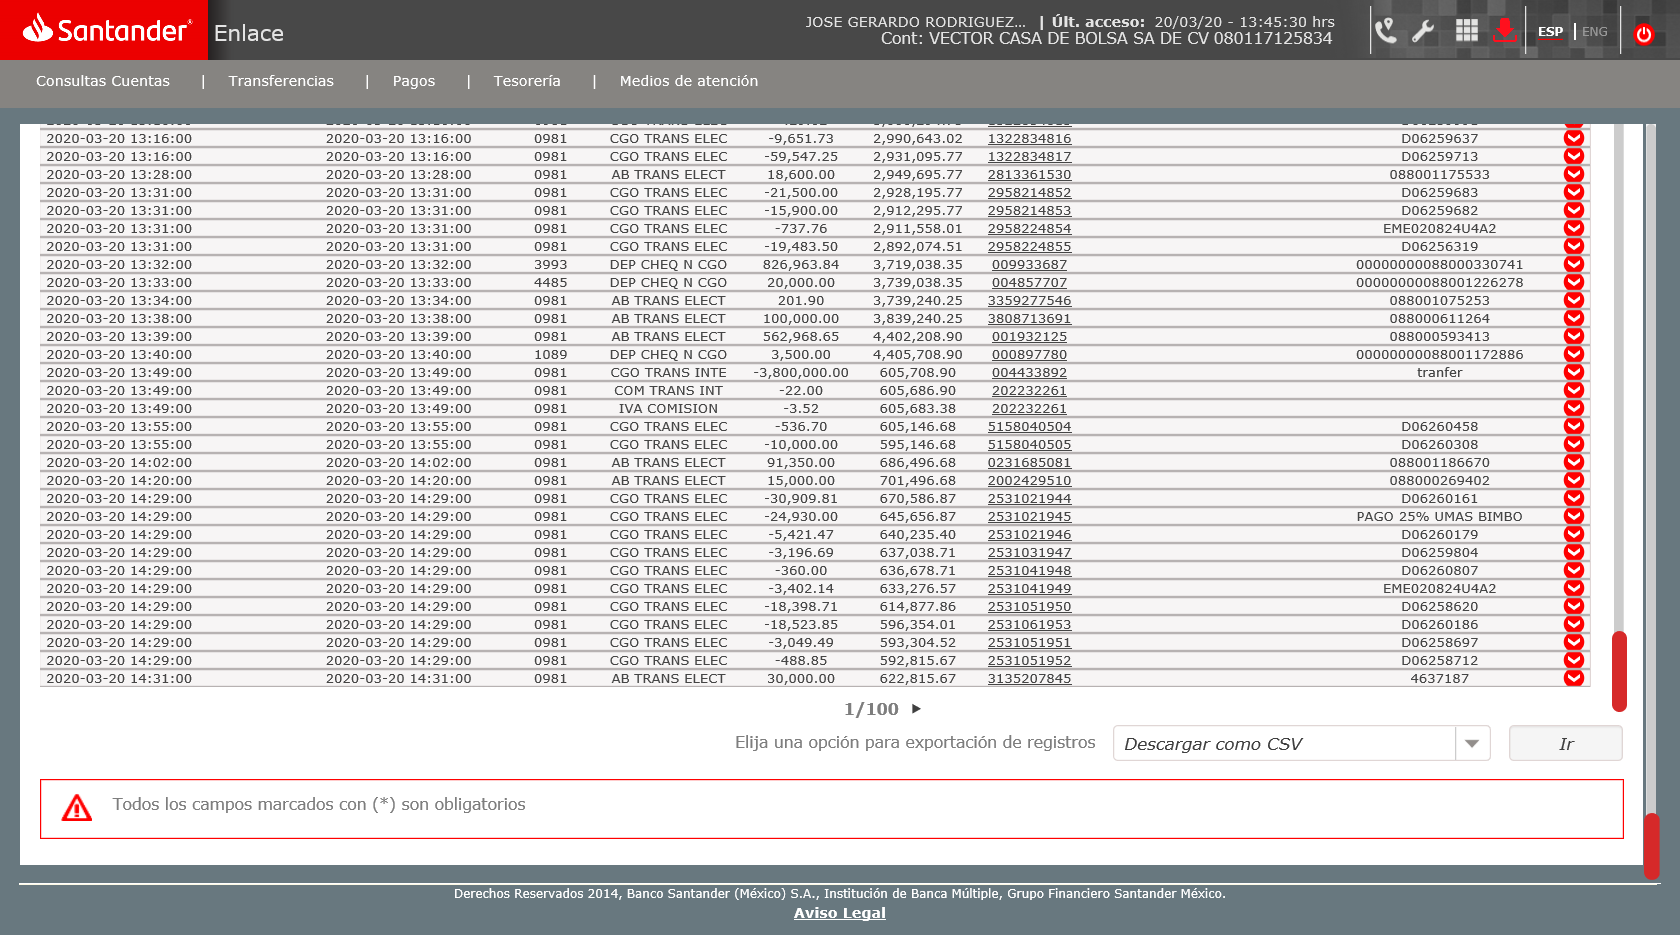 Santander Enlace
JOSE GERARDO RODRIGUEZ... | Últ. acceso: 20/03/20 - 13:45:30 hrs
Cont: VECTOR CASA DE BOLSA SA DE CV 080117125834
ESP | ENG
Consultas Cuentas | Transferencias | Pagos | Tesorería | Medios de atención
2020-03-20 13:16:00 2020-03-20 13:16:00 0981 CGO TRANS ELEC -9,651.73 2,990,643.02 1322834816 D06259637
2020-03-20 13:16:00 2020-03-20 13:16:00 0981 CGO TRANS ELEC -59,547.25 2,931,095.77 1322834817 D06259713
2020-03-20 13:28:00 2020-03-20 13:28:00 0981 AB TRANS ELECT 18,600.00 2,949,695.77 2813361530 088001175533
2020-03-20 13:31:00 2020-03-20 13:31:00 0981 CGO TRANS ELEC -21,500.00 2,928,195.77 2958214852 D06259683
2020-03-20 13:31:00 2020-03-20 13:31:00 0981 CGO TRANS ELEC -15,900.00 2,912,295.77 2958214853 D06259682
2020-03-20 13:31:00 2020-03-20 13:31:00 0981 CGO TRANS ELEC -737.76 2,911,558.01 2958224854 EME020824U4A2
2020-03-20 13:31:00 2020-03-20 13:31:00 0981 CGO TRANS ELEC -19,483.50 2,892,074.51 2958224855 D06256319
2020-03-20 13:32:00 2020-03-20 13:32:00 3993 DEP CHEQ N CGO 826,963.84 3,719,038.35 009933687 00000000088000330741
2020-03-20 13:33:00 2020-03-20 13:33:00 4485 DEP CHEQ N CGO 20,000.00 3,739,038.35 004857707 00000000088001226278
2020-03-20 13:34:00 2020-03-20 13:34:00 0981 AB TRANS ELECT 201.90 3,739,240.25 3359277546 088001075253
2020-03-20 13:38:00 2020-03-20 13:38:00 0981 AB TRANS ELECT 100,000.00 3,839,240.25 3808713691 088000611264
2020-03-20 13:39:00 2020-03-20 13:39:00 0981 AB TRANS ELECT 562,968.65 4,402,208.90 001932125 088000593413
2020-03-20 13:40:00 2020-03-20 13:40:00 1089 DEP CHEQ N CGO 3,500.00 4,405,708.90 000897780 00000000088001172886
2020-03-20 13:49:00 2020-03-20 13:49:00 0981 CGO TRANS INTE -3,800,000.00 605,708.90 004433892 tranfer
2020-03-20 13:49:00 2020-03-20 13:49:00 0981 COM TRANS INT -22.00 605,686.90 202232261
2020-03-20 13:49:00 2020-03-20 13:49:00 0981 IVA COMISION -3.52 605,683.38 202232261
2020-03-20 13:55:00 2020-03-20 13:55:00 0981 CGO TRANS ELEC -536.70 605,146.68 5158040504 D06260458
2020-03-20 13:55:00 2020-03-20 13:55:00 0981 CGO TRANS ELEC -10,000.00 595,146.68 5158040505 D06260308
2020-03-20 14:02:00 2020-03-20 14:02:00 0981 AB TRANS ELECT 91,350.00 686,496.68 0231685081 088001186670
2020-03-20 14:20:00 2020-03-20 14:20:00 0981 AB TRANS ELECT 15,000.00 701,496.68 2002429510 088000269402
2020-03-20 14:29:00 2020-03-20 14:29:00 0981 CGO TRANS ELEC -30,909.81 670,586.87 2531021944 D06260161
2020-03-20 14:29:00 2020-03-20 14:29:00 0981 CGO TRANS ELEC -24,930.00 645,656.87 2531021945 PAGO 25% UMAS BIMBO
2020-03-20 14:29:00 2020-03-20 14:29:00 0981 CGO TRANS ELEC -5,421.47 640,235.40 2531021946 D06260179
2020-03-20 14:29:00 2020-03-20 14:29:00 0981 CGO TRANS ELEC -3,196.69 637,038.71 2531031947 D06259804
2020-03-20 14:29:00 2020-03-20 14:29:00 0981 CGO TRANS ELEC -360.00 636,678.71 2531041948 D06260807
2020-03-20 14:29:00 2020-03-20 14:29:00 0981 CGO TRANS ELEC -3,402.14 633,276.57 2531041949 EME020824U4A2
2020-03-20 14:29:00 2020-03-20 14:29:00 0981 CGO TRANS ELEC -18,398.71 614,877.86 2531051950 D06258620
2020-03-20 14:29:00 2020-03-20 14:29:00 0981 CGO TRANS ELEC -18,523.85 596,354.01 2531061953 D06260186
2020-03-20 14:29:00 2020-03-20 14:29:00 0981 CGO TRANS ELEC -3,049.49 593,304.52 2531051951 D06258697
2020-03-20 14:29:00 2020-03-20 14:29:00 0981 CGO TRANS ELEC -488.85 592,815.67 2531051952 D06258712
2020-03-20 14:31:00 2020-03-20 14:31:00 0981 AB TRANS ELECT 30,000.00 622,815.67 3135207845 4637187
1/100
Elija una opción para exportación de registros Descargar como CSV Ir
Todos los campos marcados con (*) son obligatorios
Derechos Reservados 2014, Banco Santander (México) S.A., Institución de Banca Múltiple, Grupo Financiero Santander México.
Aviso Legal